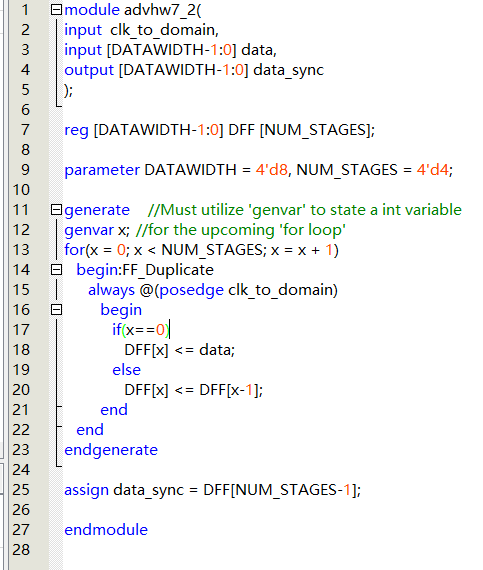 1 module advhw7_2(
2 input  clk_to_domain,
3 input [DATAWIDTH-1:0] data,
4 output [DATAWIDTH-1:0] data_sync
5 );
6
7 reg [DATAWIDTH-1:0] DFF [NUM_STAGES];
8
9 parameter DATAWIDTH = 4'd8, NUM_STAGES = 4'd4;
10
11 generate   //Must utilize 'genvar' to state a int variable
12 genvar x; //for the upcoming 'for loop'
13 for(x = 0; x < NUM_STAGES; x = x + 1)
14   begin:FF_Duplicate
15     always @(posedge clk_to_domain)
16       begin
17         if(x==0)
18           DFF[x] <= data;
19         else
20           DFF[x] <= DFF[x-1];
21       end
22   end
23 endgenerate
24
25 assign data_sync = DFF[NUM_STAGES-1];
26
27 endmodule
28